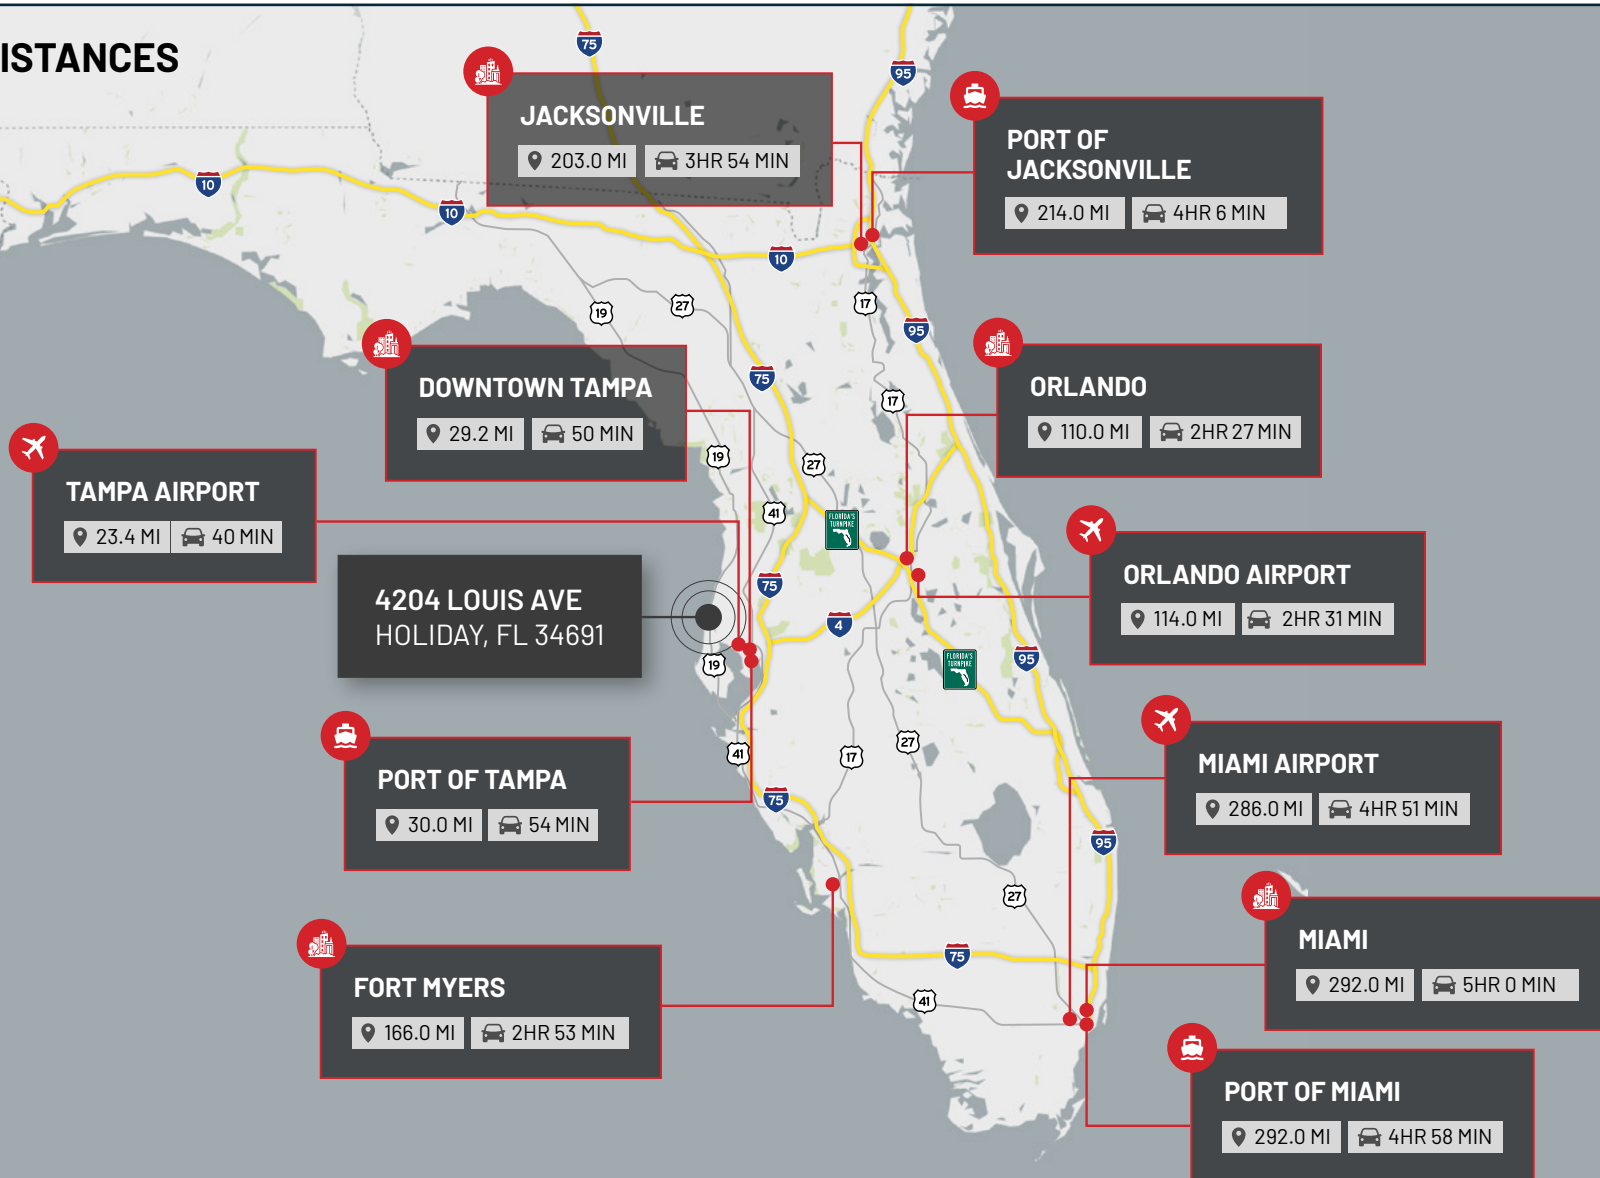 ISTANCES
75
95
JACKSONVILLE
203.0 MI
3HR 54 MIN
PORT OF
JACKSONVILLE
214.0 MI
4HR 6 MIN
10
10
10
19
27
17
95
DOWNTOWN TAMPA
29.2 MI
50 MIN
75
17
ORLANDO
110.0 MI
2HR 27 MIN
TAMPA AIRPORT
23.4 MI
40 MIN
19
27
41
FLORIDA'S
TURNPIKE
ORLANDO AIRPORT
114.0 MI
2HR 31 MIN
4204 LOUIS AVE
HOLIDAY, FL 34691
75
4
19
FLORIDA'S
TURNPIKE
95
PORT OF TAMPA
30.0 MI
54 MIN
41
17
27
75
MIAMI AIRPORT
286.0 MI
4HR 51 MIN
95
27
FORT MYERS
166.0 MI
2HR 53 MIN
75
41
MIAMI
292.0 MI
5HR 0 MIN
PORT OF MIAMI
292.0 MI
4HR 58 MIN